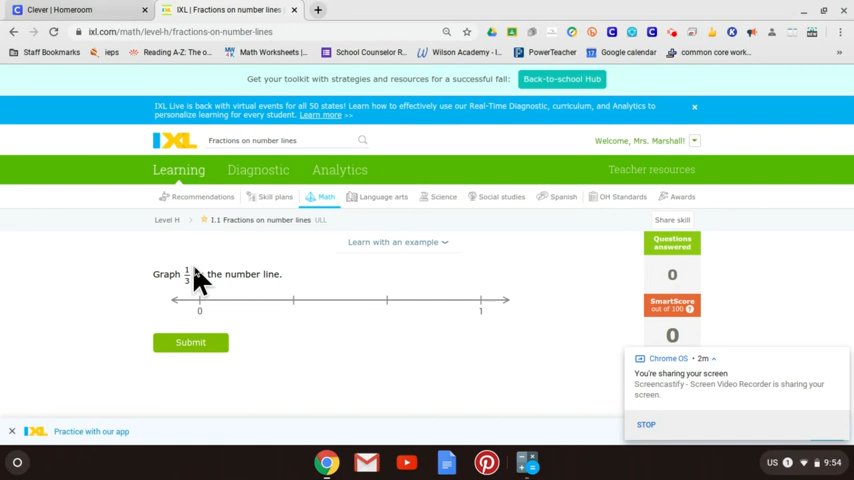 Clever | Homeroom
IXL | Fractions on number lines
ixl.com/math/level-h/fractions-on-number-lines
Staff Bookmarks ieps Reading A-Z: The o... Math Worksheets|... School Counselor R... Wilson Academy - I... PowerTeacher Google calendar common core work...
Get your toolkit with strategies and resources for a successful fall: Back-to-school Hub
IXL Live is back with virtual events for all 50 states! Learn how to effectively use our Real-Time Diagnostic, curriculum, and Analytics to
personalize learning for every student. Learn more >>
IXL Fractions on number lines Welcome, Mrs. Marshall!
Learning Diagnostic Analytics Teacher resources
Recommendations Skill plans Math Language arts Science Social studies Spanish OH Standards Awards
Level H I.1 Fractions on number lines ULL Share skill
Learn with an example
Questions
answered
0
Graph 1/3 the number line.
0 1
SmartScore
out of 100 ?
0
Submit
Chrome OS • 2m
You're sharing your screen
Screencastify - Screen Video Recorder is sharing your
screen.
STOP
IXL Practice with our app
US 1 9:54